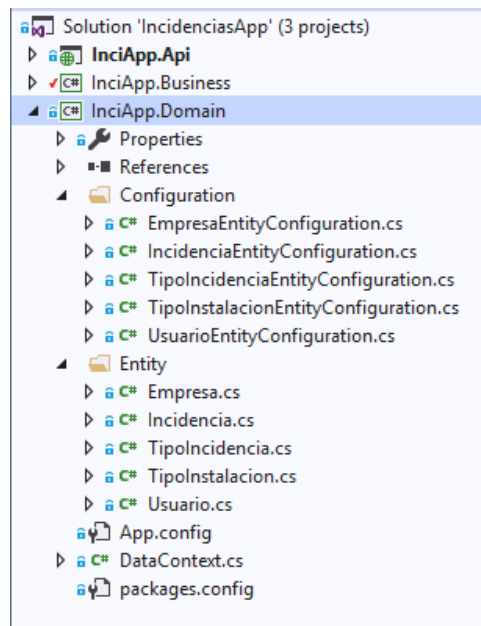 Solution 'IncidenciasApp' (3 projects)
InciApp.Api
C# InciApp.Business
C# InciApp.Domain
Properties
References
Configuration
C# EmpresaEntityConfiguration.cs
C# IncidenciaEntityConfiguration.cs
C# TipoIncidenciaEntityConfiguration.cs
C# TipoInstalacionEntityConfiguration.cs
C# UsuarioEntityConfiguration.cs
Entity
C# Empresa.cs
C# Incidencia.cs
C# TipoIncidencia.cs
C# TipoInstalacion.cs
C# Usuario.cs
App.config
C# DataContext.cs
packages.config